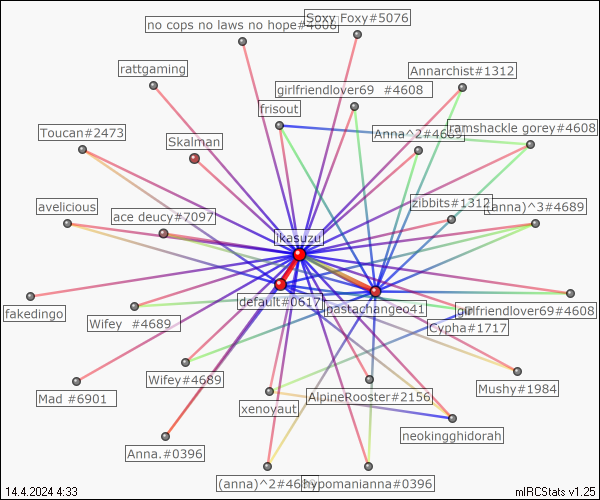 no cops no laws no hope#4608
Soxy Foxy#5076
rattgaming
Annarchist#1312
girlfriendlover69 #4608
frisout
Toucan#2473
Anna^2#4689
ramshackle gorey#4608
Skalman
avelicious
ace deucy#7097
zibbits#1312
(anna)^3#4689
ikasuzu
default#0617
pastachangeo41
fakedingo
Wifey #4689
girlfriendlover69#4608
Cypha#1717
Wifey#4689
Mad #6901
xenovaut
AlpineRooster#2156
Mushy#1984
neokingghidorah
Anna.#0396
(anna)^2#4689
hypomanianna#0396
14.4.2024 4:33
mIRCStats v1.25